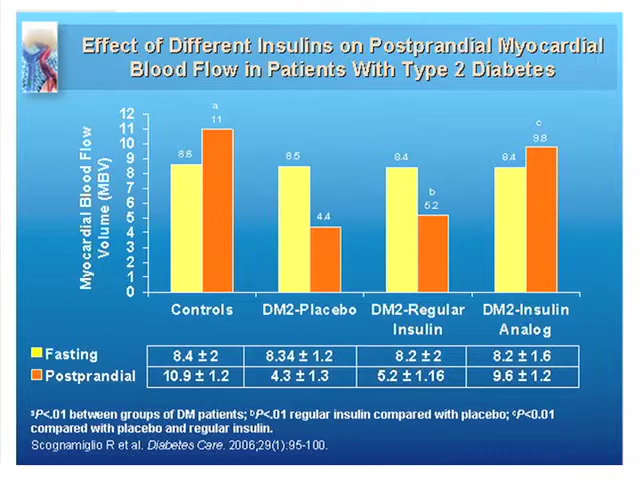 Effect of Different Insulins on Postprandial Myocardial
Blood Flow in Patients With Type 2 Diabetes
Myocardial Blood Flow
Volume (MBV)
12
11
10
9
8
7
6
5
4
3
2
1
0
a
11
8.6
8.5
4.4
8.4
b
5.2
8.4
c
9.8
Controls
DM2-Placebo
DM2-Regular
Insulin
DM2-Insulin
Analog
Fasting 8.4 ± 2 8.34 ± 1.2 8.2 ± 2 8.2 ± 1.6
Postprandial 10.9 ± 1.2 4.3 ± 1.3 5.2 ± 1.16 9.6 ± 1.2
ªP<.01 between groups of DM patients; ᵇP<.01 regular insulin compared with placebo; ᶜP<0.01
compared with placebo and regular insulin.
Scognamiglio R et al. Diabetes Care. 2006;29(1):95-100.